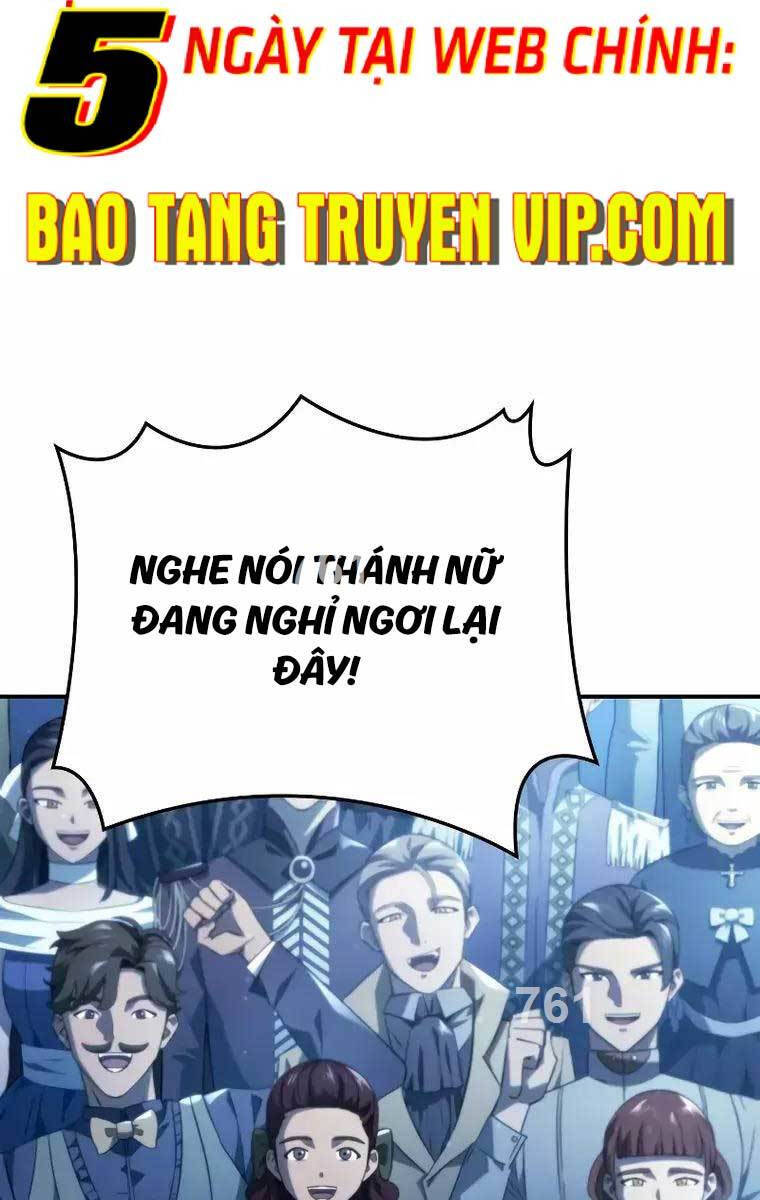 5 NGÀY TẠI WEB CHÍNH:
BAO TANG TRUYEN VIP.COM
NGHE NÓI THÁNH NỮ
ĐANG NGHỈ NGƠI LẠI
ĐÂY!
761